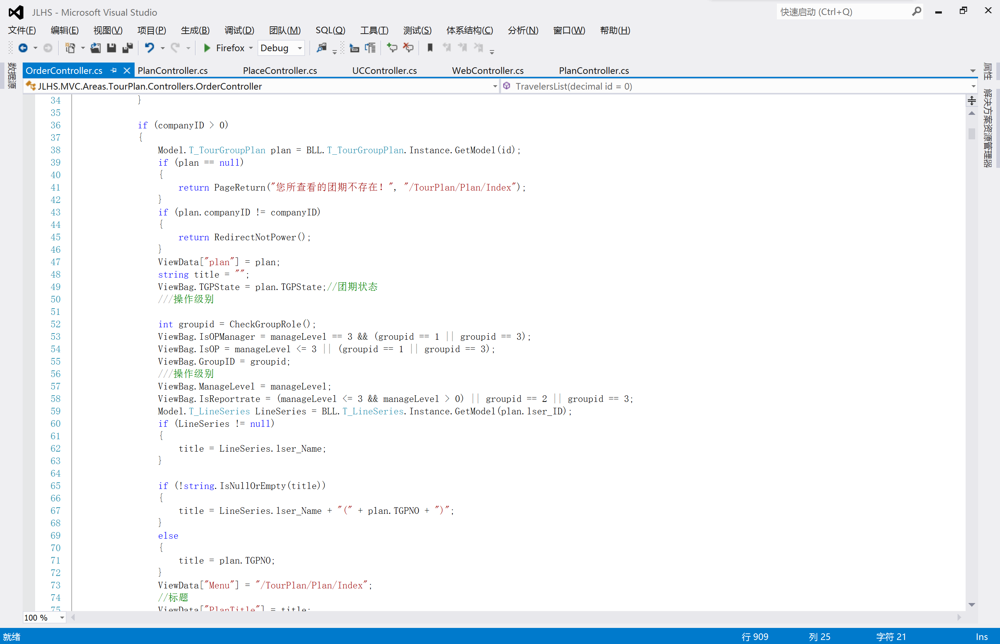 JLHS - Microsoft Visual Studio
快速启动 (Ctrl+Q)
文件(F) 编辑(E) 视图(V) 项目(P) 生成(B) 调试(D) 团队(M) SQL(Q) 工具(T) 测试(S) 体系结构(C) 分析(N) 窗口(W) 帮助(H)
Firefox Debug
数据源
OrderController.cs PlanController.cs PlaceController.cs UCController.cs WebController.cs PlanController.cs
属性
解决方案资源管理器
JLHS.MVC.Areas.TourPlan.Controllers.OrderController TravelersList(decimal id = 0)
34 }
35
36 if (companyID > 0)
37 {
38 Model.T_TourGroupPlan plan = BLL.T_TourGroupPlan.Instance.GetModel(id);
39 if (plan == null)
40 {
41 return PageReturn("您所查看的团期不存在！", "/TourPlan/Plan/Index");
42 }
43 if (plan.companyID != companyID)
44 {
45 return RedirectNotPower();
46 }
47 ViewData["plan"] = plan;
48 string title = "";
49 ViewBag.TGPState = plan.TGPState;//团期状态
50 ///操作级别
51
52 int groupid = CheckGroupRole();
53 ViewBag.IsOPManager = manageLevel == 3 && (groupid == 1 || groupid == 3);
54 ViewBag.IsOP = manageLevel <= 3 || (groupid == 1 || groupid == 3);
55 ViewBag.GroupID = groupid;
56 ///操作级别
57 ViewBag.ManageLevel = manageLevel;
58 ViewBag.IsReportrate = (manageLevel <= 3 && manageLevel > 0) || groupid == 2 || groupid == 3;
59 Model.T_LineSeries LineSeries = BLL.T_LineSeries.Instance.GetModel(plan.lser_ID);
60 if (LineSeries != null)
61 {
62 title = LineSeries.lser_Name;
63 }
64
65 if (!string.IsNullOrEmpty(title))
66 {
67 title = LineSeries.lser_Name + "(" + plan.TGPNO + ")";
68 }
69 else
70 {
71 title = plan.TGPNO;
72 }
73 ViewData["Menu"] = "/TourPlan/Plan/Index";
74 //标题
75 ViewData["PlanTitle"] = title;
100 %
就绪 行 909 列 25 字符 21 Ins